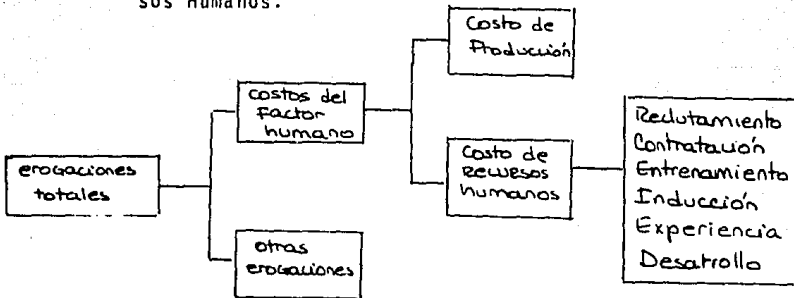 sos Humanos.
Costo de
Producción
Costos del
Factor
humano
erogaciones
totales
Costo de
Recursos
humanos
otras
erogaciones
Reclutamiento
Contratación
Entrenamiento
Inducción
Experiencia
Desarrollo